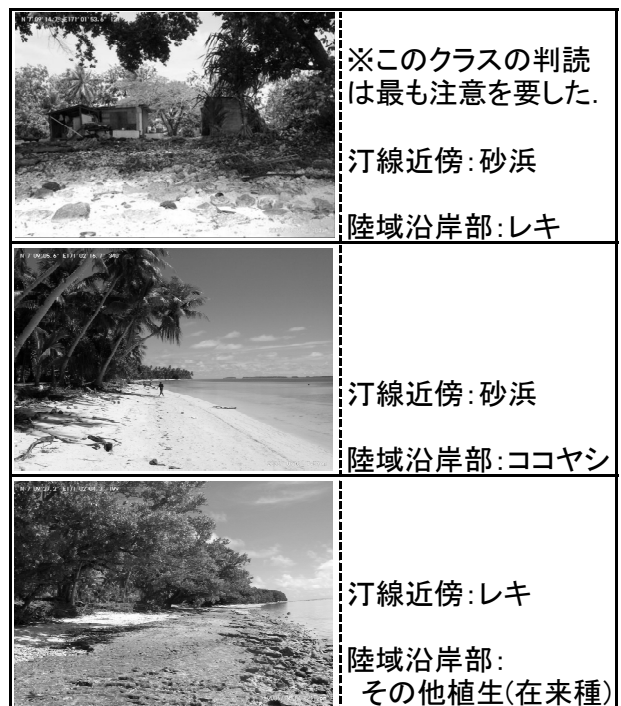 ※このクラスの判読
は最も注意を要した.
汀線近傍:砂浜
陸域沿岸部:レキ
汀線近傍:砂浜
陸域沿岸部:ココヤシ
汀線近傍:レキ
陸域沿岸部:
その他植生(在来種)